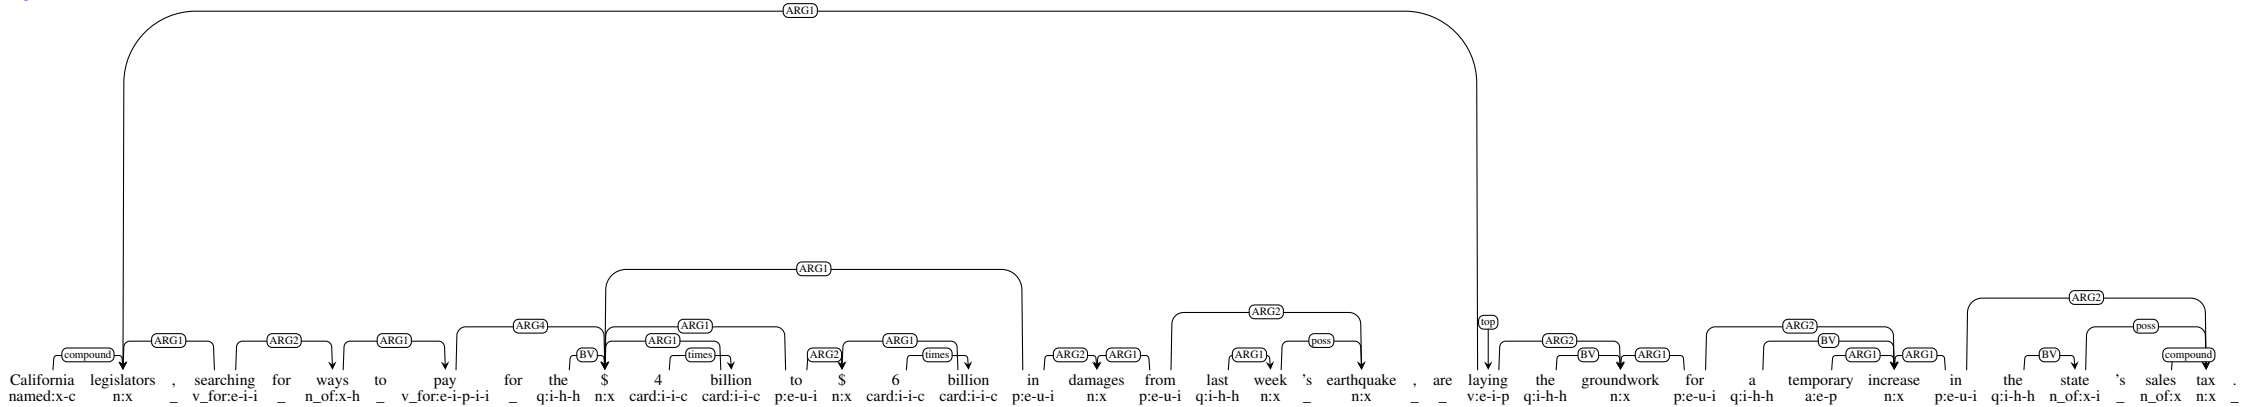 ARG1
ARG1
ARG2
top
ARG2
ARG4 ARG1 ARG2 poss
ARG1 ARG2 ARG1 ARG1 ARG1 poss ARG2 BV
compound BV times ARG2 times ARG2 ARG1 ARG1 BV ARG1 ARG1 ARG1 BV compound
California legislators , searching for ways to pay for the $ 4 billion to $ 6 billion in damages from last week 's earthquake , are laying the groundwork for a temporary increase in the state 's sales tax .
named:x-c n:x _ v_for:e-i-i _ n_of:x-h _ v_for:e-i-p-i-i _ q:i-h-h n:x card:i-i-c card:i-i-c p:e-u-i n:x card:i-i-c card:i-i-c p:e-u-i n:x p:e-u-i q:i-h-h n:x _ n:x _ _ v:e-i-p q:i-h-h n:x p:e-u-i q:i-h-h a:e-p n:x p:e-u-i q:i-h-h n_of:x-i _ n_of:x n:x _